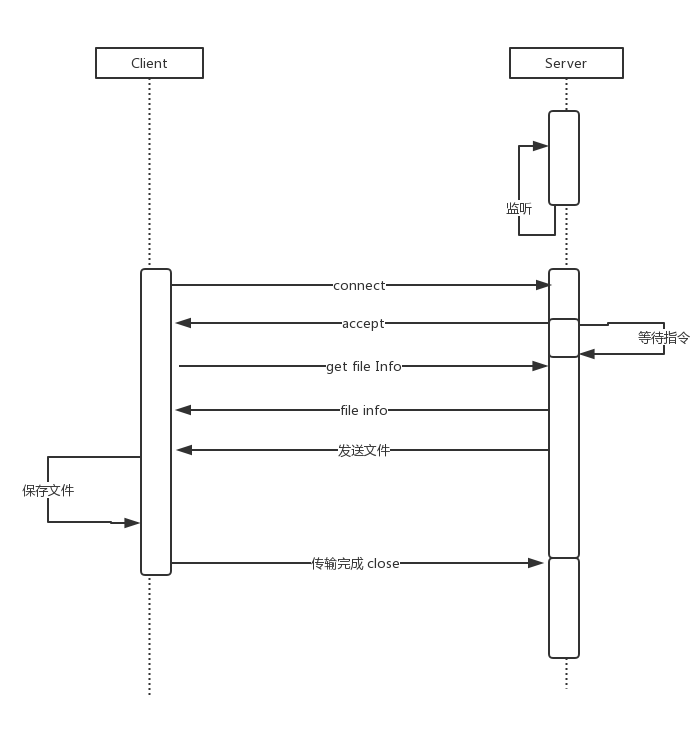 Client
Server
监听
connect
accept
等待指令
get file Info
file info
发送文件
保存文件
传输完成 close